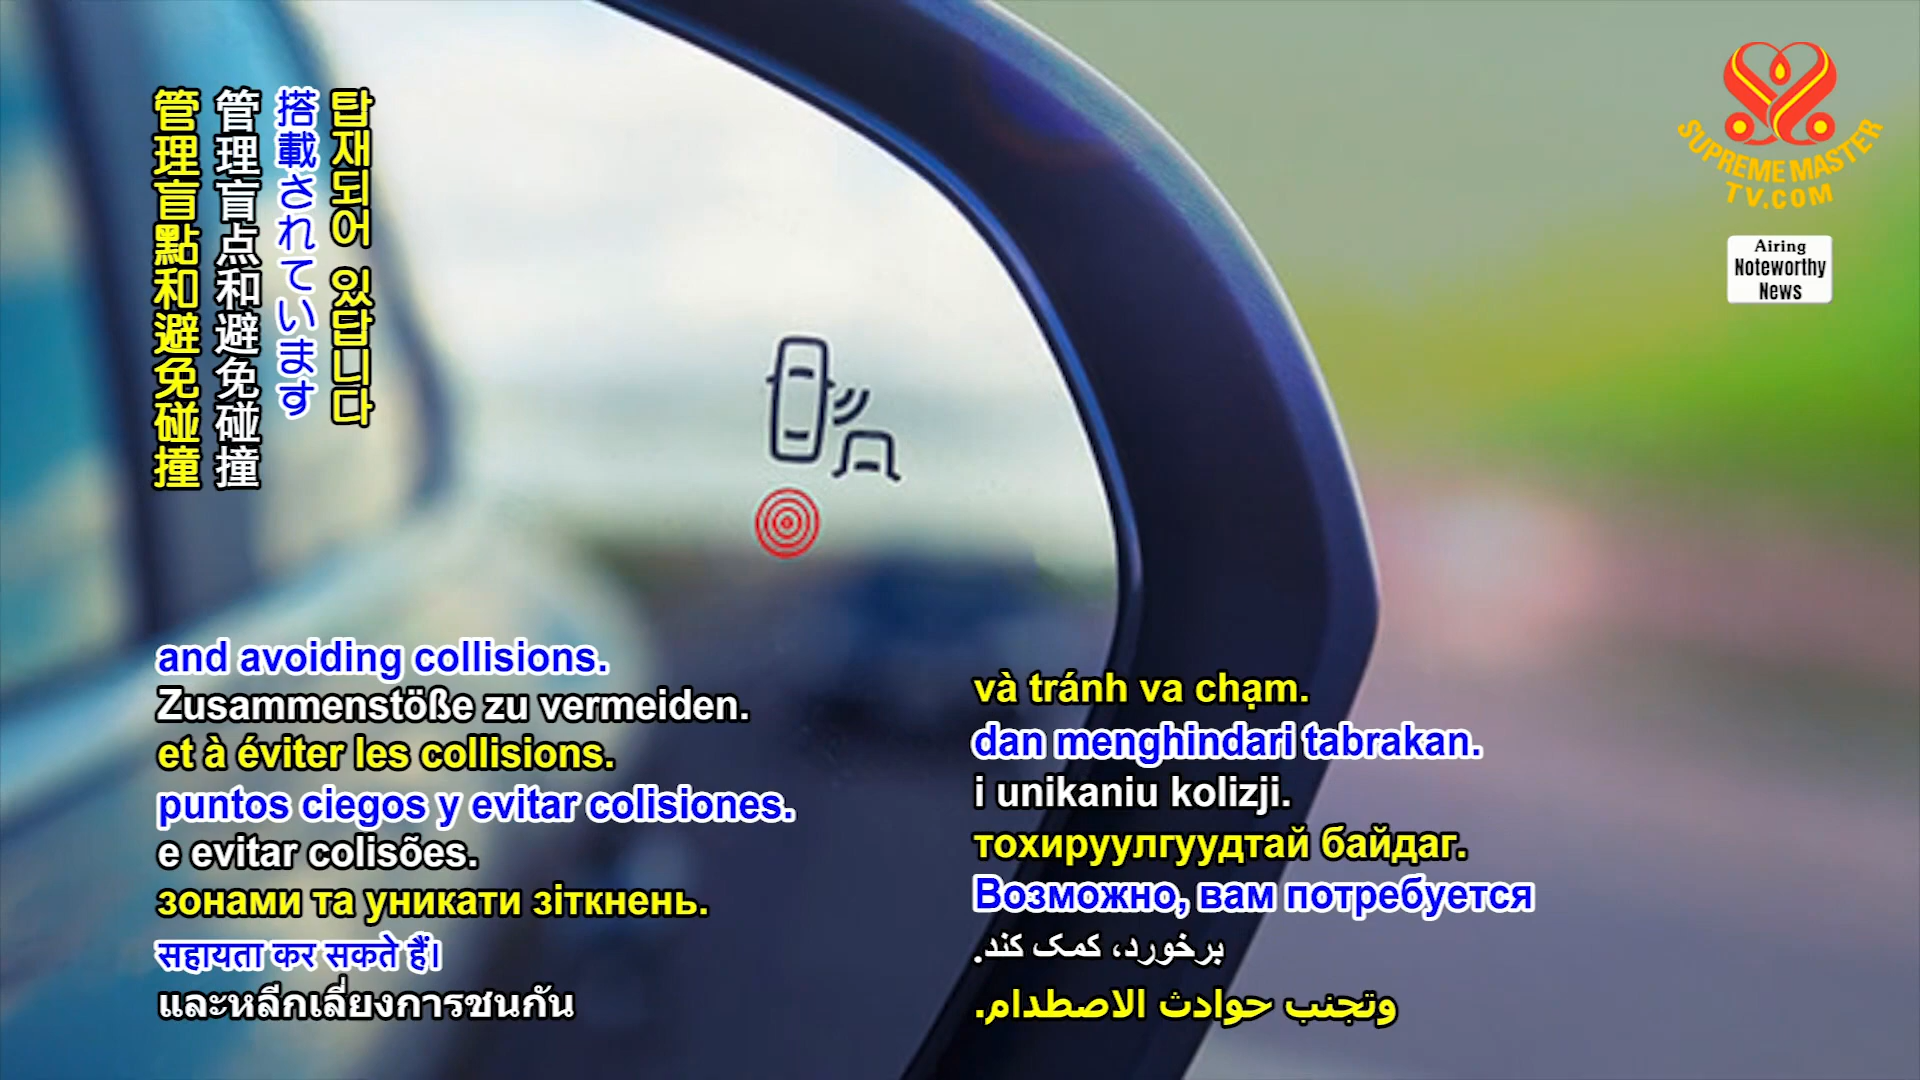 管理盲點和避免碰撞
管理盲点和避免碰撞
搭載されています
탑재되어 있답니다
SUPREME MASTER
TV.COM
Airing
Noteworthy
News
and avoiding collisions.
Zusammenstöße zu vermeiden.
et à éviter les collisions.
puntos ciegos y evitar colisiones.
e evitar colisões.
зонами та уникати зіткнень.
सहायता कर सकते हैं।
และหลีกเลี่ยงการชนกัน
và tránh va chạm.
dan menghindari tabrakan.
i unikaniu kolizji.
тохируулгуудтай байдаг.
Возможно, вам потребуется
برخورد، کمک کند.
وتجنب حوادث الاصطدام.